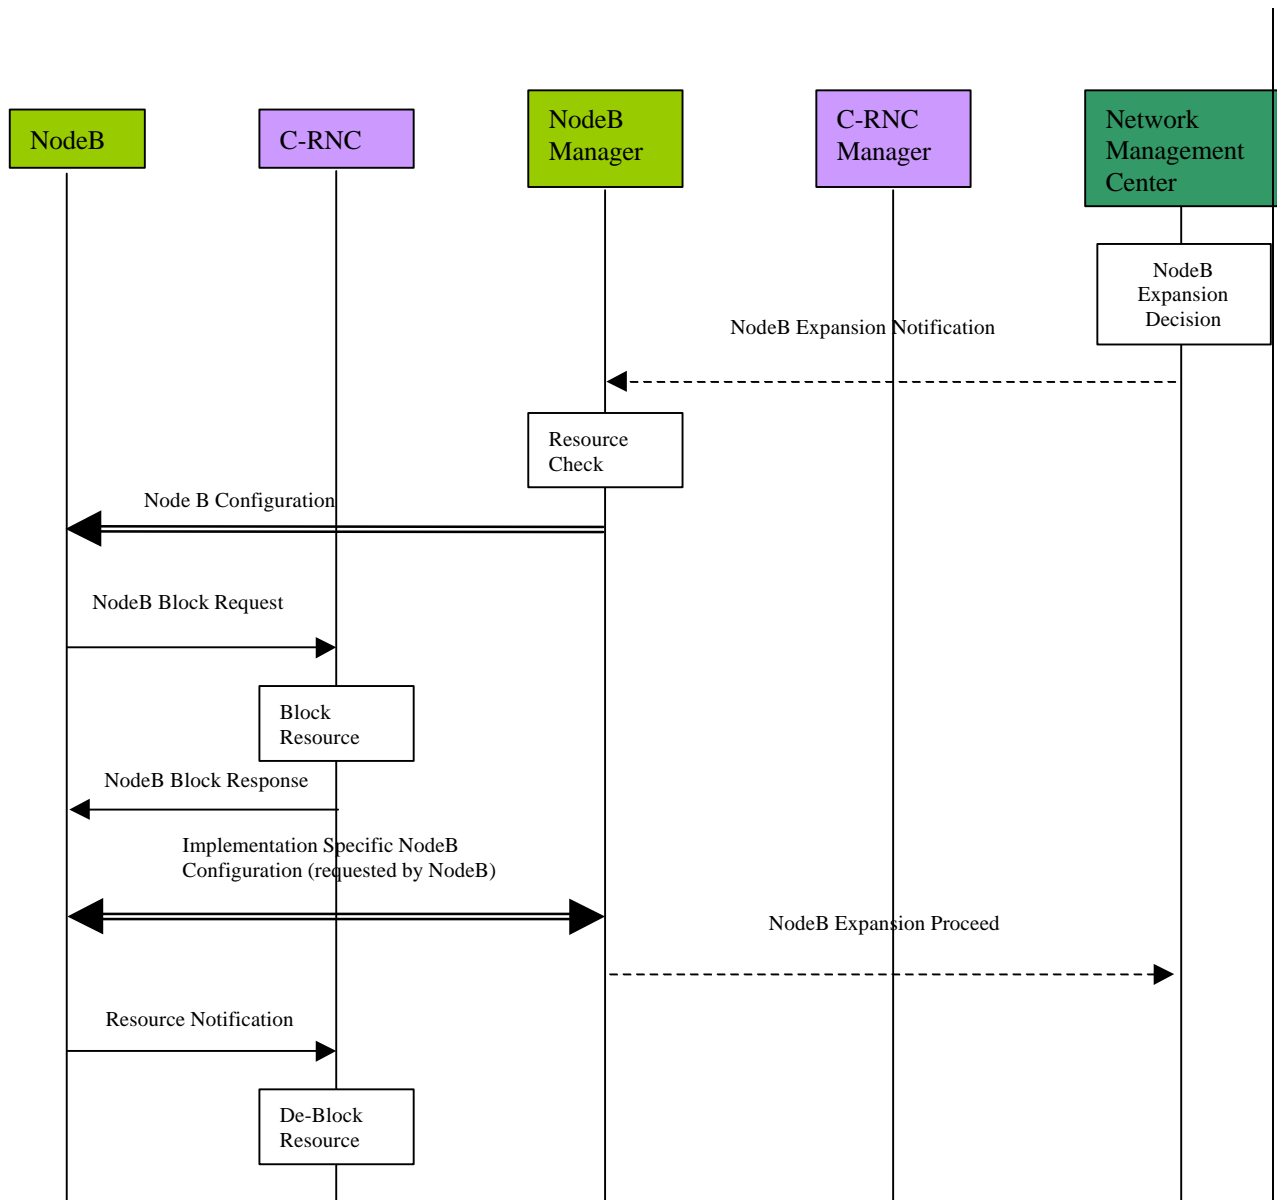 NodeB
C-RNC
NodeB
Manager
C-RNC
Manager
Network
Management
Center
NodeB
Expansion
Decision
NodeB Expansion Notification
Resource
Check
Node B Configuration
NodeB Block Request
Block
Resource
NodeB Block Response
Implementation Specific NodeB
Configuration (requested by NodeB)
NodeB Expansion Proceed
Resource Notification
De-Block
Resource